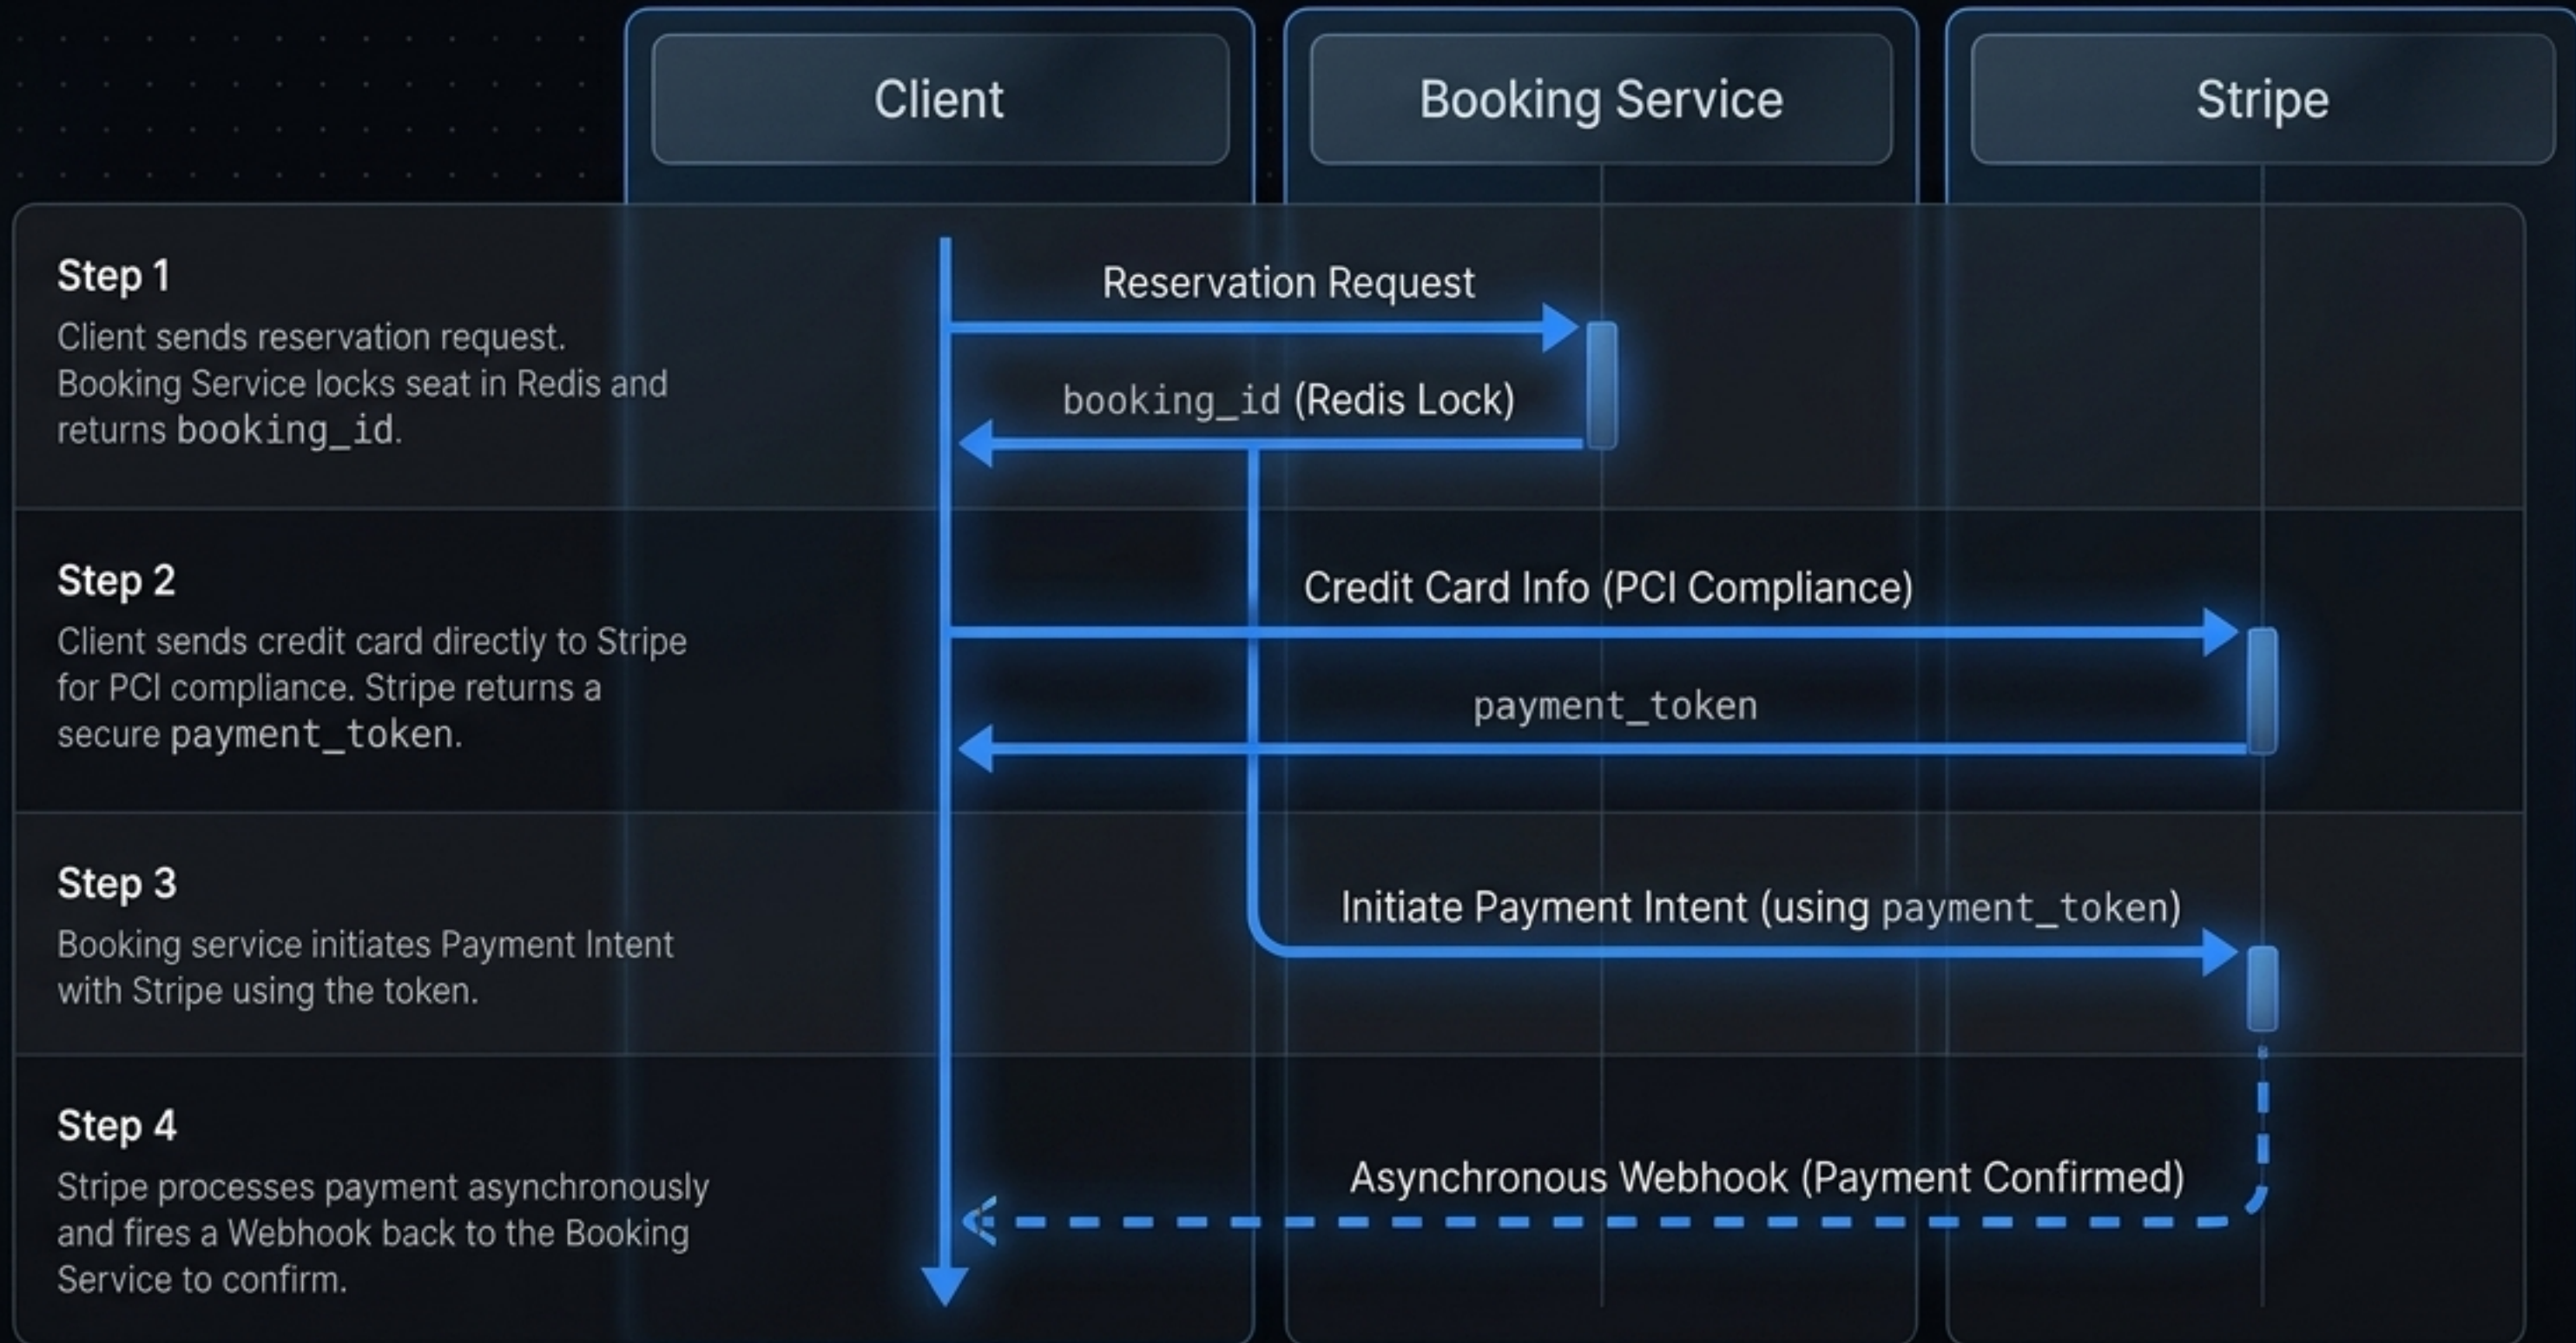 Client
Booking Service
Stripe
Step 1
Client sends reservation request.
Booking Service locks seat in Redis and
returns booking_id.
Reservation Request
booking_id (Redis Lock)
Step 2
Client sends credit card directly to Stripe
for PCI compliance. Stripe returns a
secure payment_token.
Credit Card Info (PCI Compliance)
payment_token
Step 3
Booking service initiates Payment Intent
with Stripe using the token.
Initiate Payment Intent (using payment_token)
Step 4
Stripe processes payment asynchronously
and fires a Webhook back to the Booking
Service to confirm.
Asynchronous Webhook (Payment Confirmed)